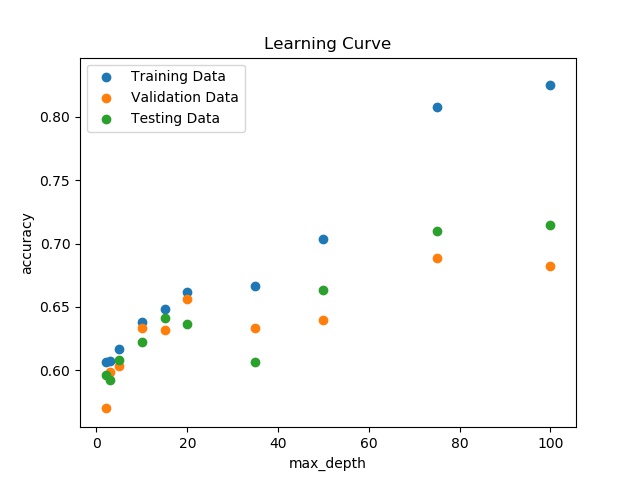 Learning Curve
Training Data
Validation Data
Testing Data
0.80
0.75
0.70
0.65
0.60
accuracy
0 20 40 60 80 100
max_depth